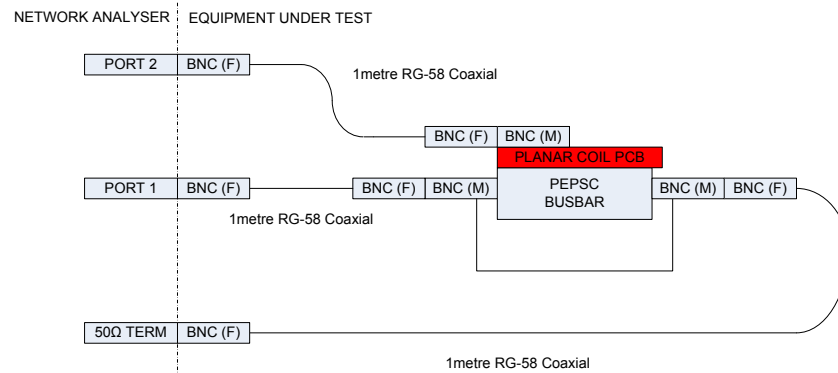 NETWORK ANALYSER
EQUIPMENT UNDER TEST
PORT 2
BNC (F)
1metre RG-58 Coaxial
BNC (F)
BNC (M)
PLANAR COIL PCB
PORT 1
BNC (F)
BNC (F)
BNC (M)
PEPSC
BUSBAR
BNC (M)
BNC (F)
1metre RG-58 Coaxial
50Ω TERM
BNC (F)
1metre RG-58 Coaxial